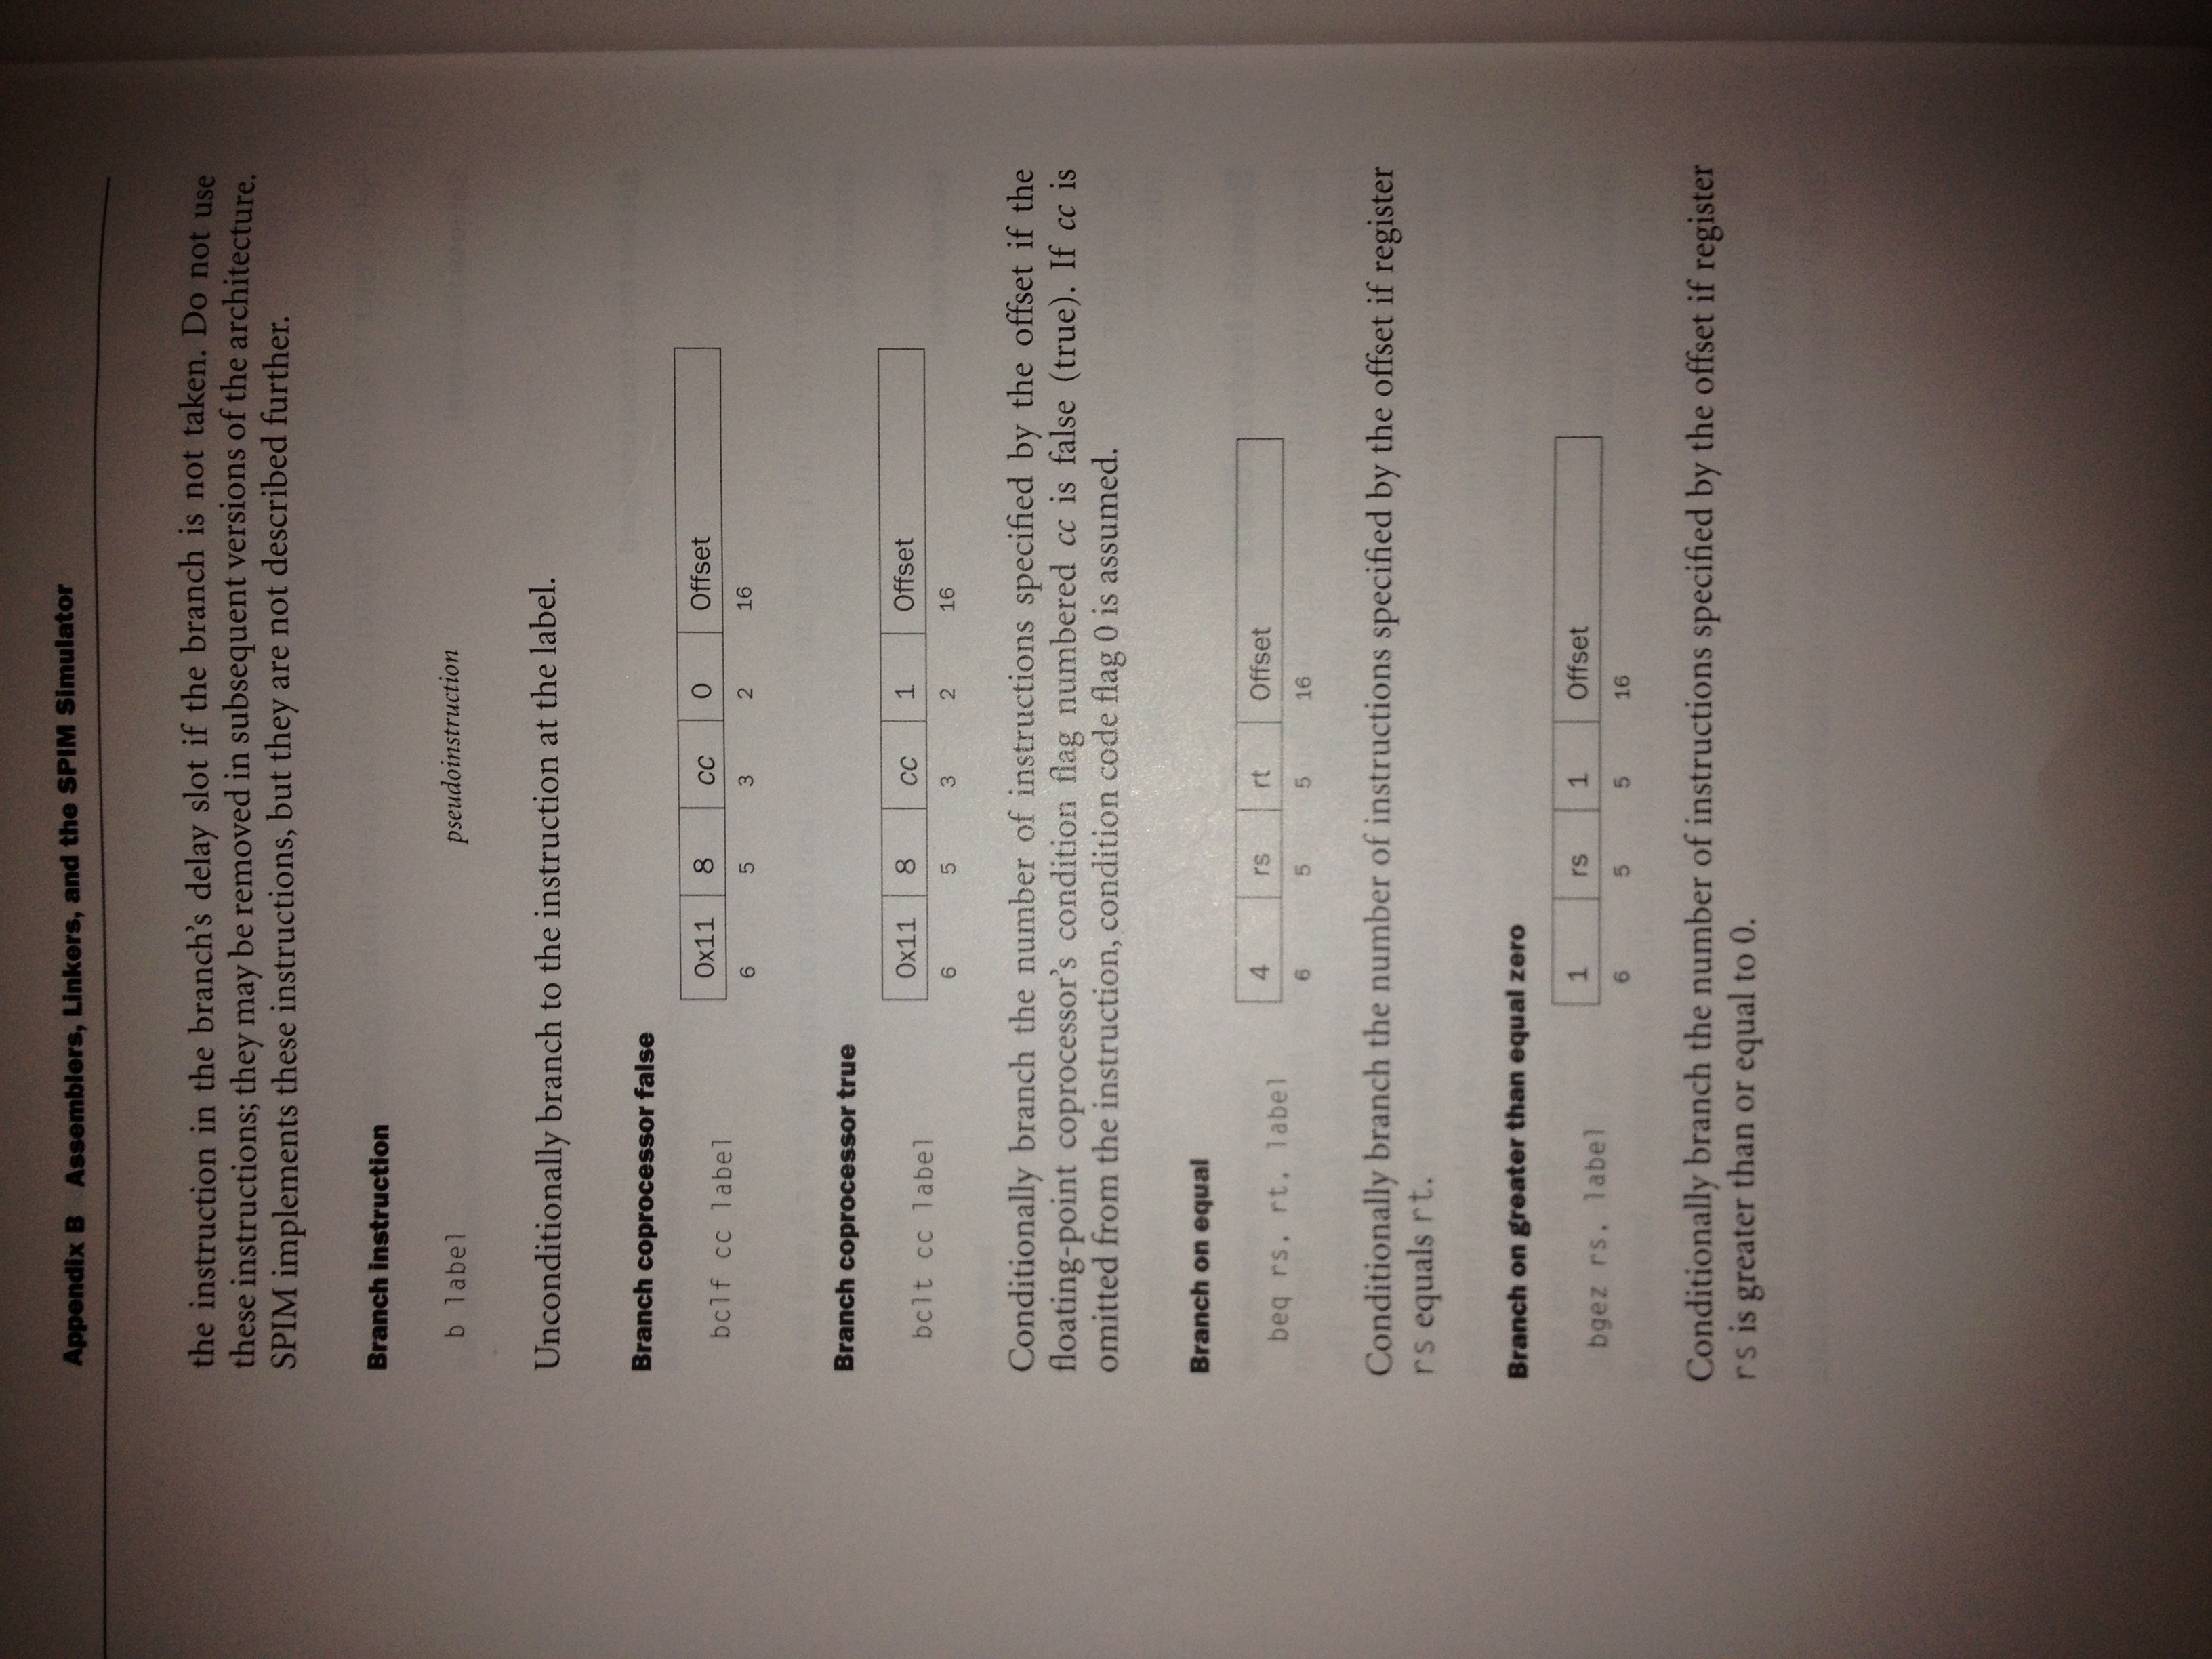 Appendix B Assemblers, Linkers, and the SPIM Simulator
the instruction in the branch's delay slot if the branch is not taken. Do not use
these instructions; they may be removed in subsequent versions of the architecture.
SPIM implements these instructions, but they are not described further.
Branch instruction
b label pseudoinstruction
Unconditionally branch to the instruction at the label.
Branch coprocessor false
bclf cc label 0x11 8 cc 0 Offset
6 5 3 2 16
Branch coprocessor true
bclt cc label 0x11 8 cc 1 Offset
6 5 3 2 16
Conditionally branch the number of instructions specified by the offset if the
floating-point coprocessor's condition flag numbered cc is false (true). If cc is
omitted from the instruction, condition code flag 0 is assumed.
Branch on equal
beq rs, rt, label 4 rs rt Offset
6 5 5 16
Conditionally branch the number of instructions specified by the offset if register
rs equals rt.
Branch on greater than equal zero
bgez rs, label 1 rs 1 Offset
6 5 5 16
Conditionally branch the number of instructions specified by the offset if register
rs is greater than or equal to 0.